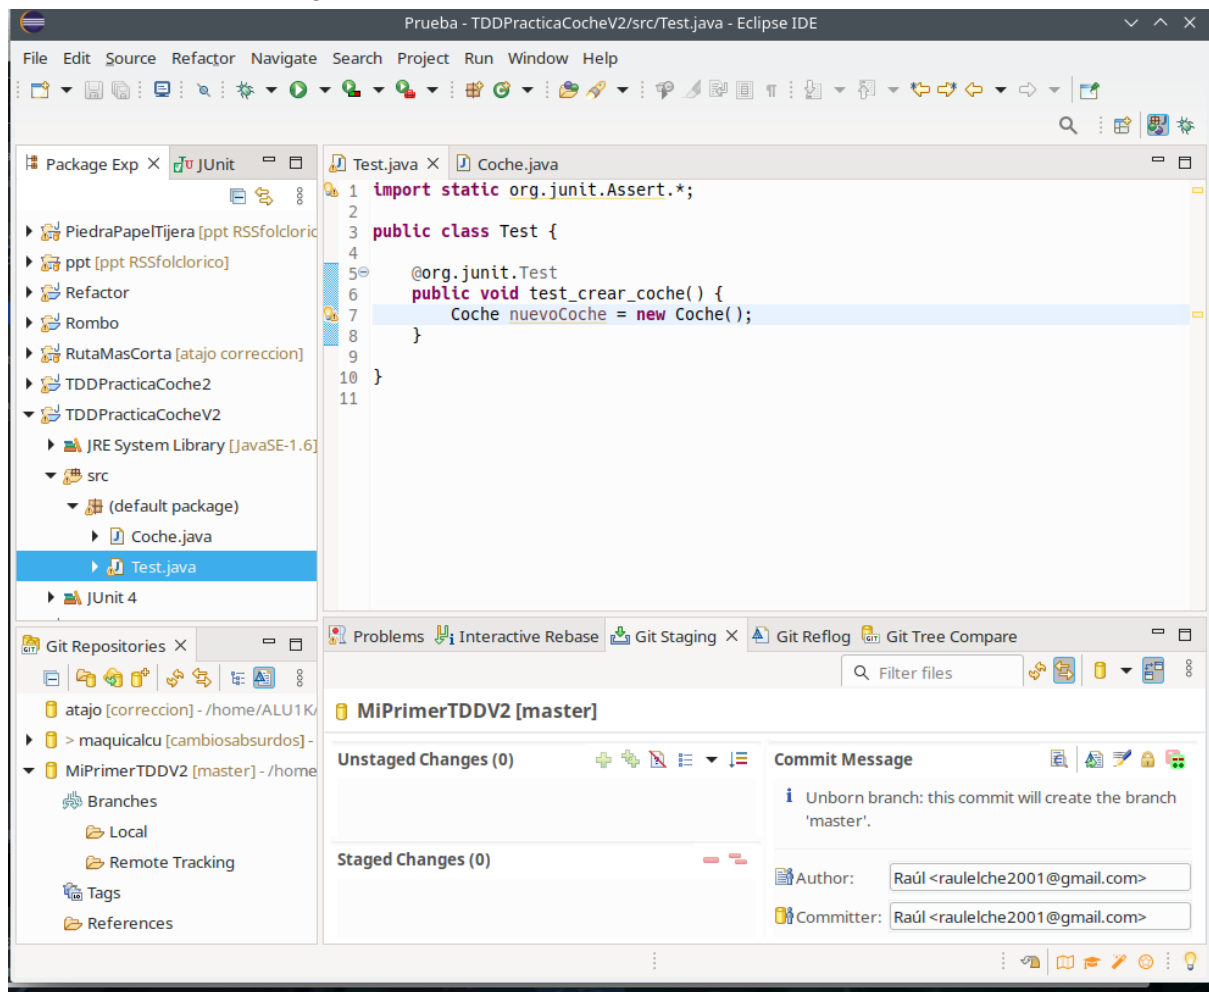 Prueba - TDDPracticaCocheV2/src/Test.java - Eclipse IDE
File Edit Source Refactor Navigate Search Project Run Window Help
Package Exp
JUnit
PiedraPapelTijera [ppt RSSfolcloric
ppt [ppt RSSfolclorico]
Refactor
Rombo
RutaMasCorta [atajo correccion]
TDDPracticaCoche2
TDDPracticaCocheV2
JRE System Library [JavaSE-1.6]
src
(default package)
Coche.java
Test.java
JUnit 4
Test.java
Coche.java
1 import static org.junit.Assert.*;
2
3 public class Test {
4
5 @org.junit.Test
6 public void test_crear_coche() {
7 Coche nuevoCoche = new Coche();
8 }
9
10 }
11
Git Repositories
atajo [correccion] - /home/ALU1K/
> maquicalcu [cambiosabsurdos] -
MiPrimerTDDV2 [master] - /home
Branches
Local
Remote Tracking
Tags
References
Problems Interactive Rebase Git Staging Git Reflog Git Tree Compare
Filter files
MiPrimerTDDV2 [master]
Unstaged Changes (0)
Staged Changes (0)
Commit Message
Unborn branch: this commit will create the branch
'master'.
Author: Raúl <raulelche2001@gmail.com>
Committer: Raúl <raulelche2001@gmail.com>